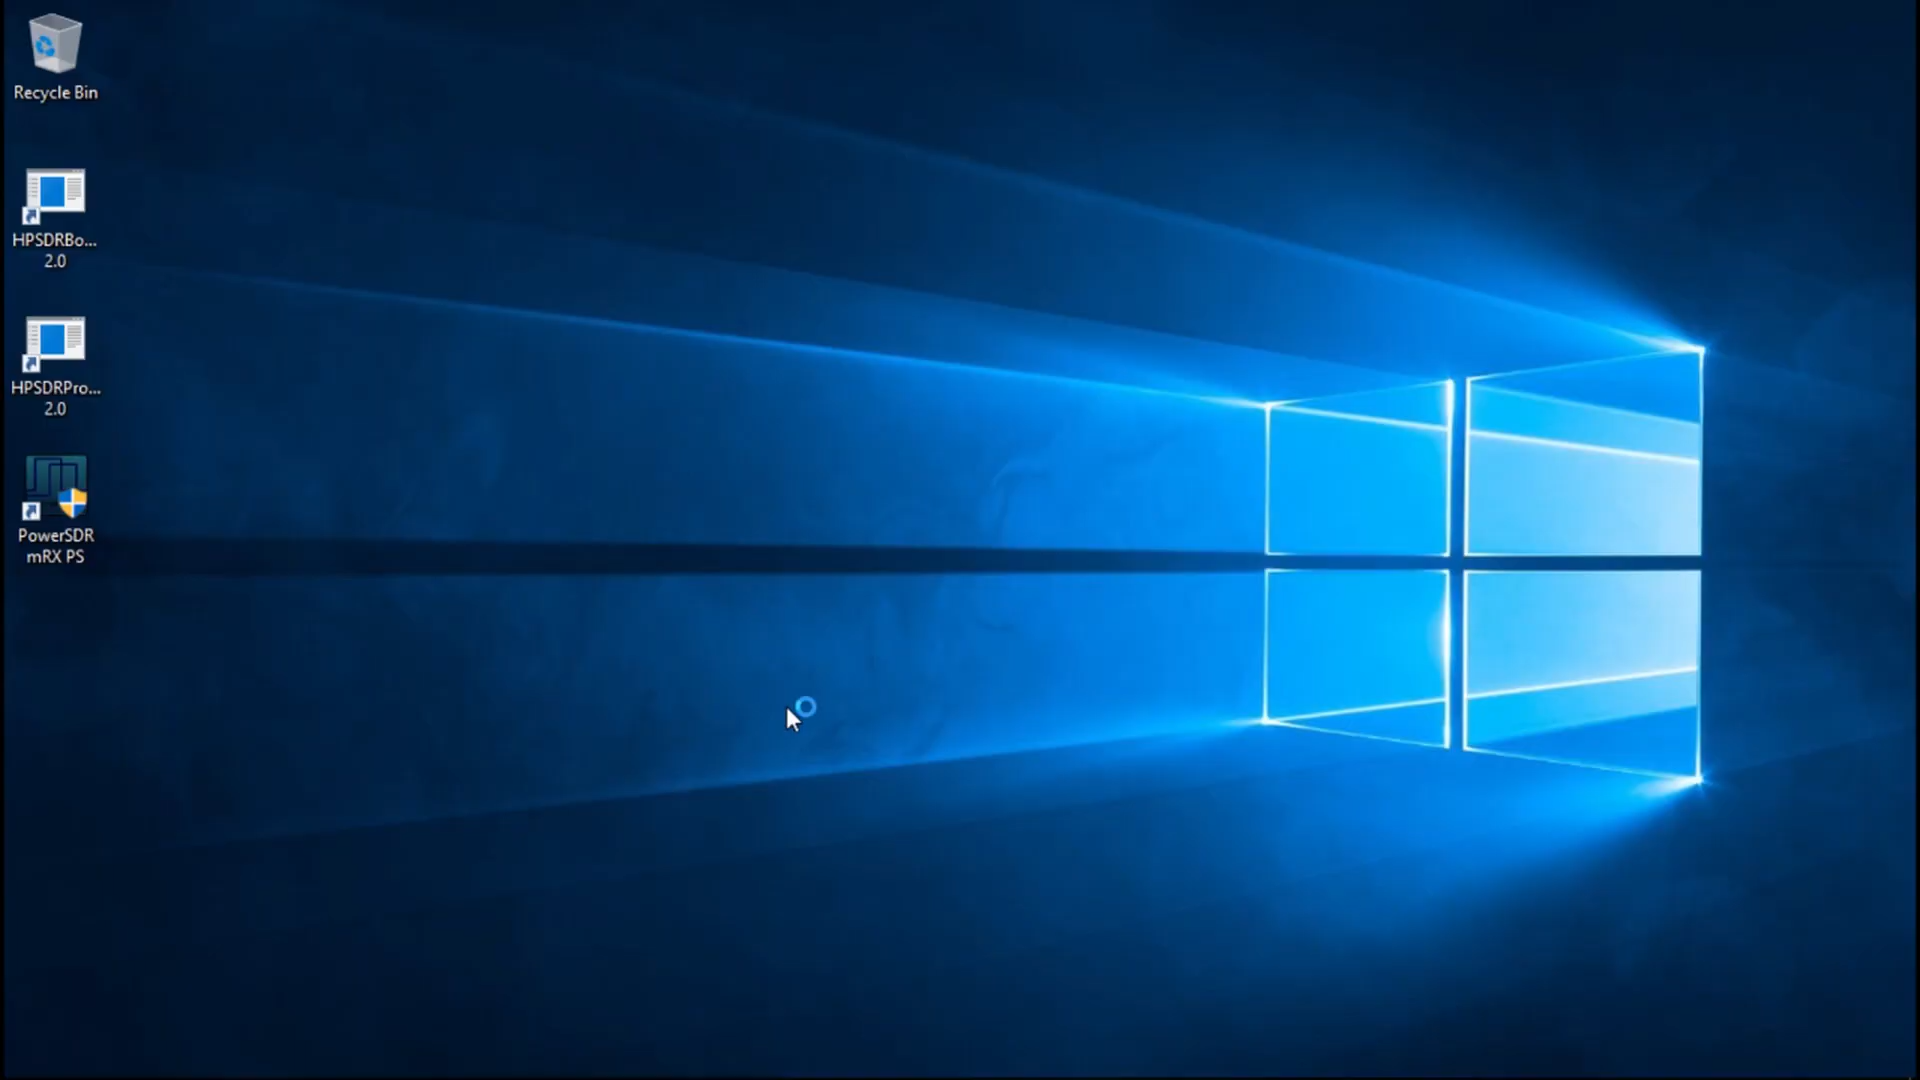 Recycle Bin
HPSDRBo...
2.0
HPSDRPro...
2.0
PowerSDR
mRX PS